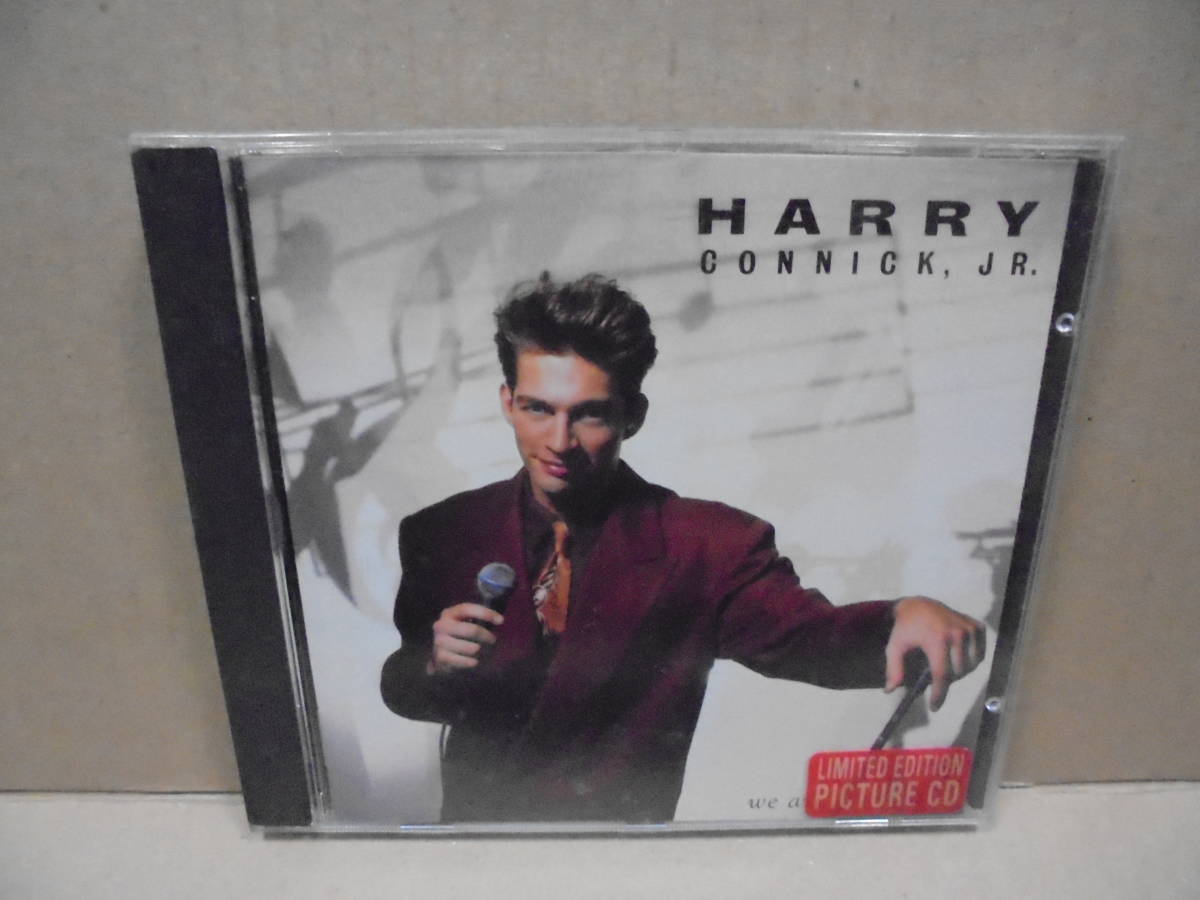 HARRY
CONNICK, JR.
we a
LIMITED EDITION
PICTURE CD